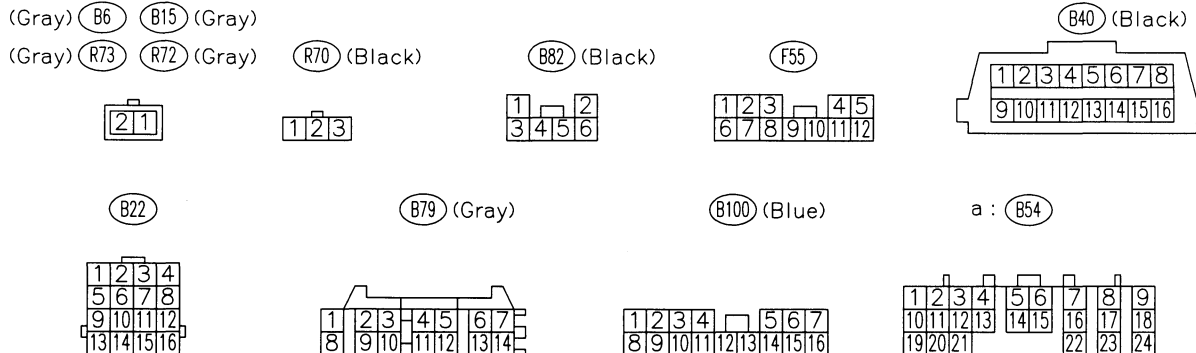 (Gray) B6 B15 (Gray)
B40 (Black)
(Gray) R73 R72 (Gray)
R70 (Black)
B82 (Black)
F55
2 1
1 2 3
1 2
3 4 5 6
1 2 3 4 5
6 7 8 9 10 11 12
1 2 3 4 5 6 7 8
9 10 11 12 13 14 15 16
B22
B79 (Gray)
B100 (Blue)
a : B54
1 2 3 4
5 6 7 8
9 10 11 12
13 14 15 16
1 2 3 4 5 6 7
8 9 10 11 12 13 14
1 2 3 4 5 6 7
8 9 10 11 12 13 14 15 16
1 2 3 4 5 6 7 8 9
10 11 12 13 14 15 16 17 18
19 20 21 22 23 24